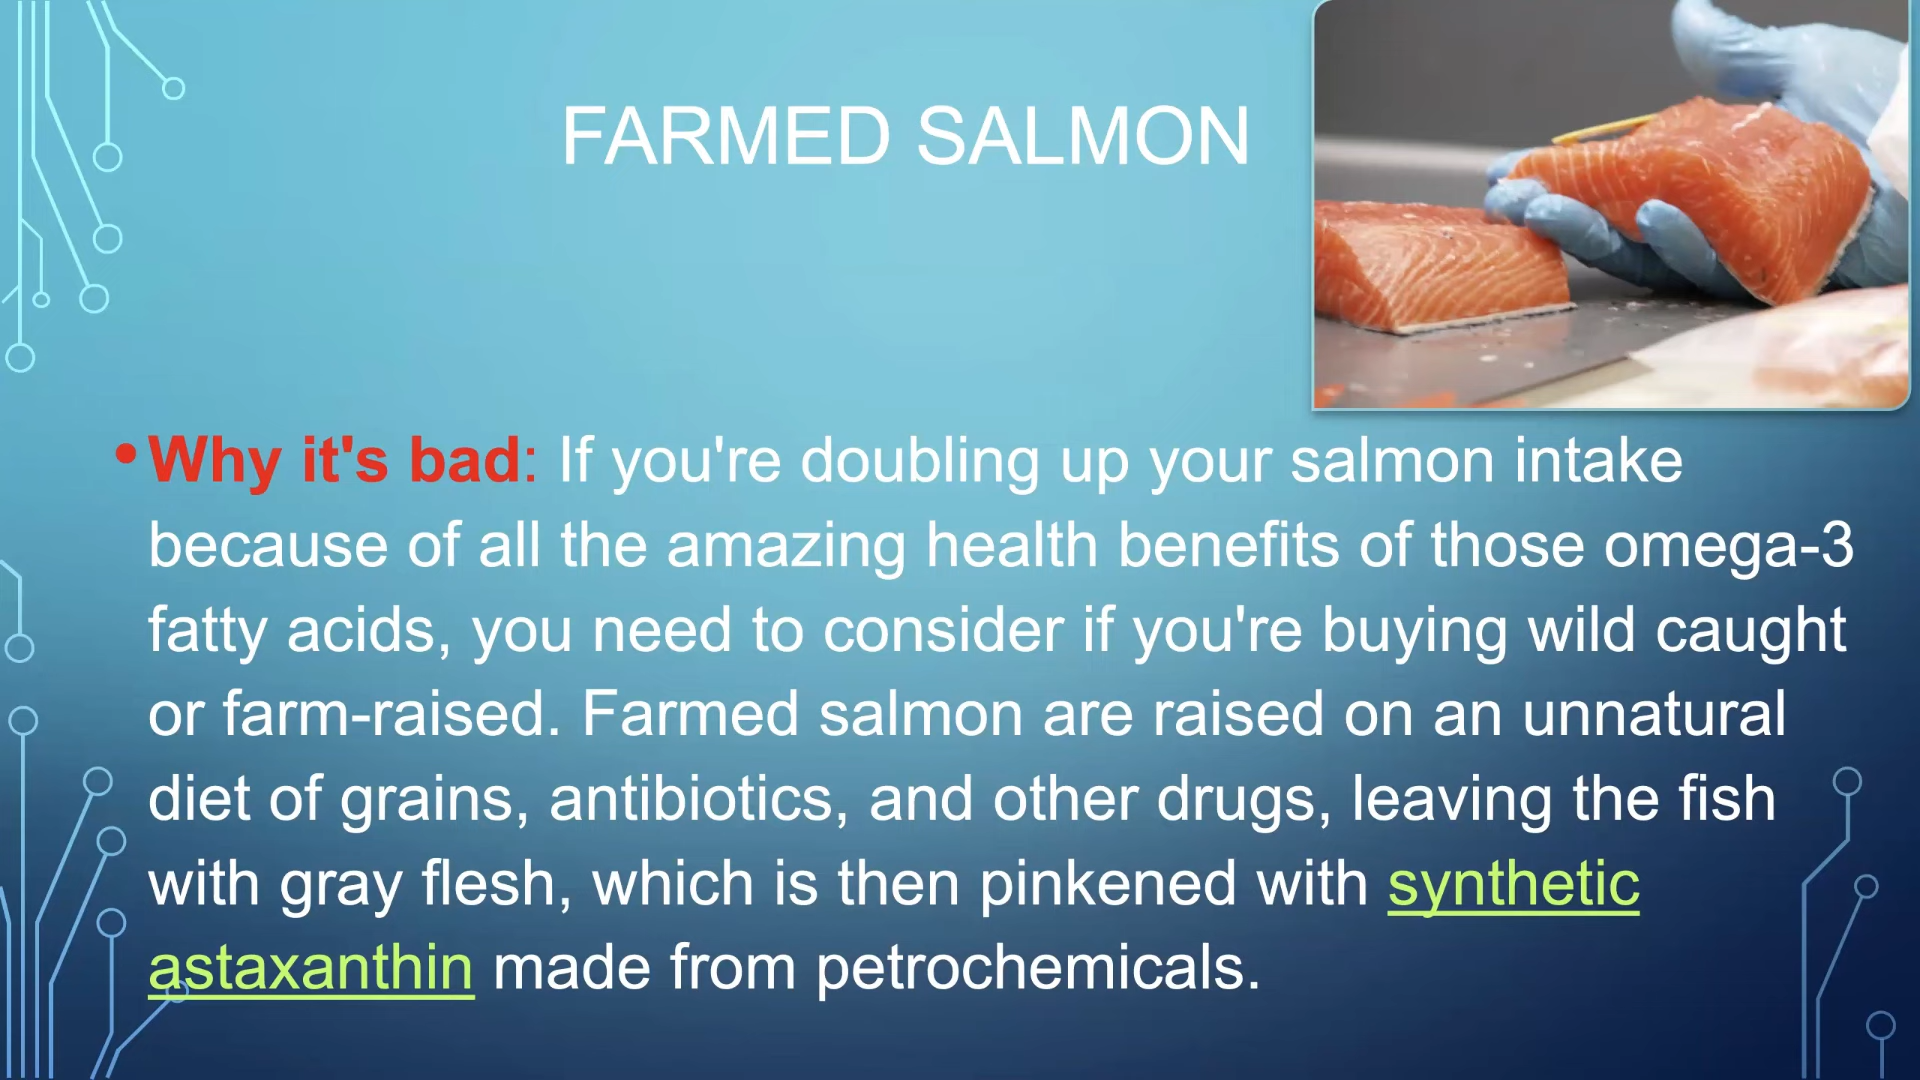 FARMED SALMON
• Why it's bad: If you're doubling up your salmon intake
because of all the amazing health benefits of those omega-3
fatty acids, you need to consider if you're buying wild caught
or farm-raised. Farmed salmon are raised on an unnatural
diet of grains, antibiotics, and other drugs, leaving the fish
with gray flesh, which is then pinkened with synthetic
astaxanthin made from petrochemicals.